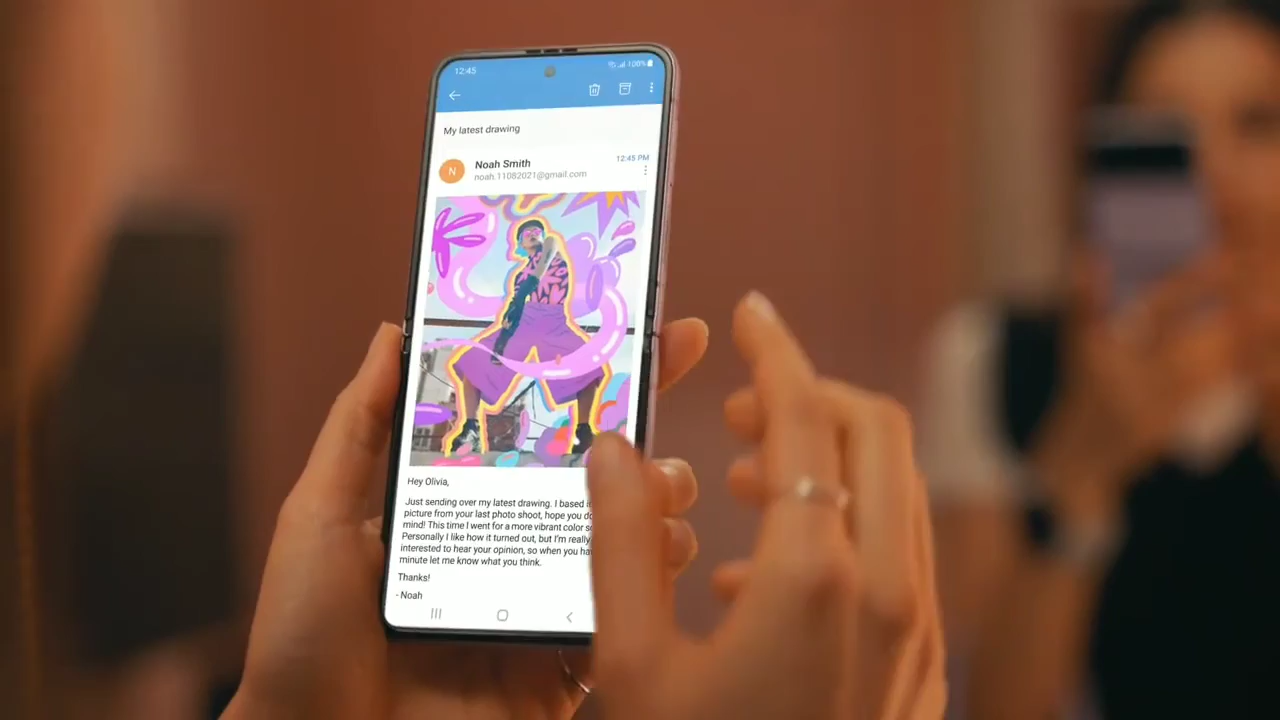 12:45
100%
My latest drawing
N
Noah Smith
12:45 PM
noah.11082021@gmail.com
Hey Olivia,
Just sending over my latest drawing. I based
picture from your last photo shoot, hope you
mind! This time I went for a more vibrant color
Personally I like how it turned out, but I'm really
interested to hear your opinion, so when you
minute let me know what you think.
Thanks!
- Noah